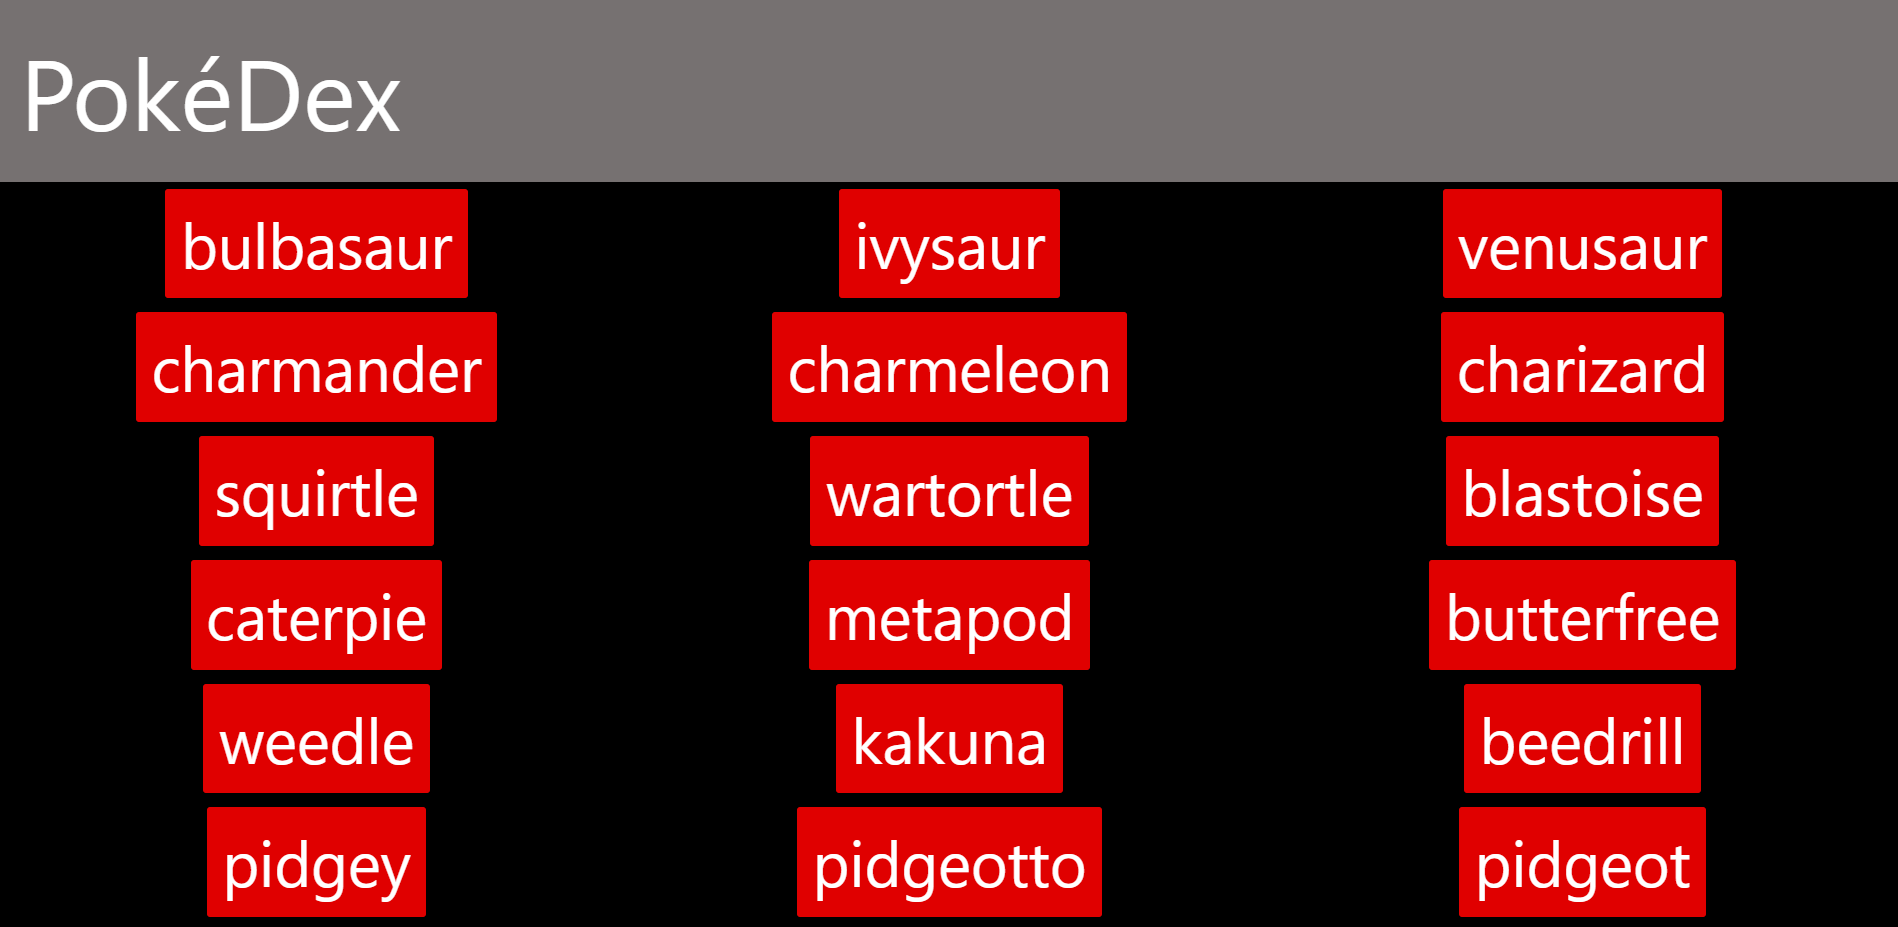 PokéDex
bulbasaur ivysaur venusaur
charmander charmeleon charizard
squirtle wartortle blastoise
caterpie metapod butterfree
weedle kakuna beedrill
pidgey pidgeotto pidgeot